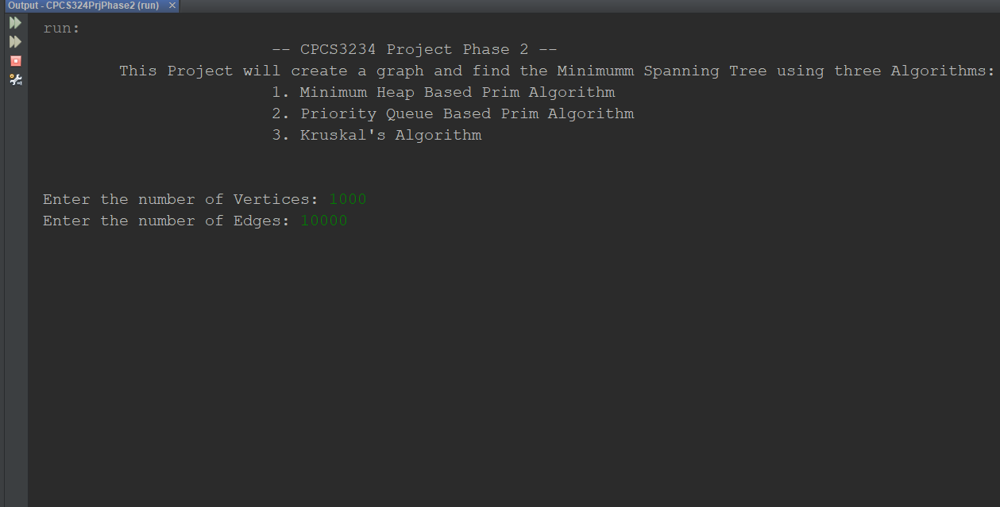 Output - CPCS324PrjPhase2 (run) ×
run:
-- CPCS3234 Project Phase 2 --
This Project will create a graph and find the Minimumm Spanning Tree using three Algorithms:
1. Minimum Heap Based Prim Algorithm
2. Priority Queue Based Prim Algorithm
3. Kruskal's Algorithm
Enter the number of Vertices: 1000
Enter the number of Edges: 10000